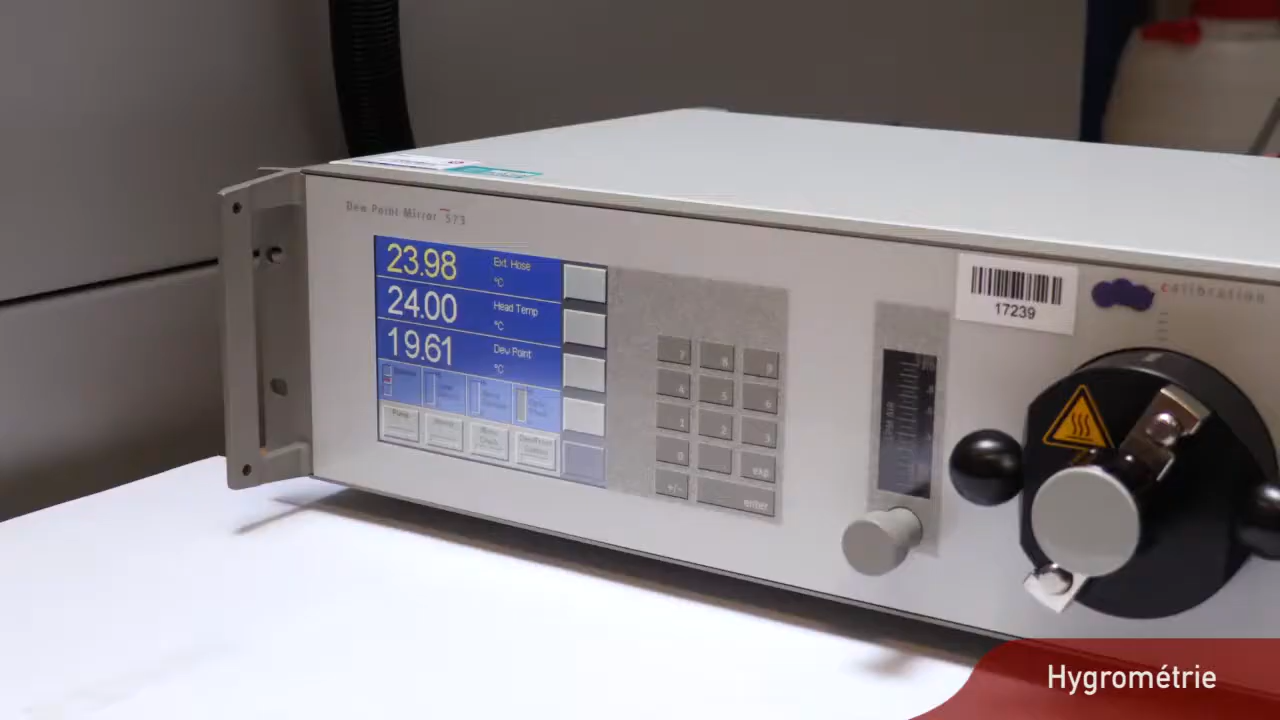 Dew Point Mirror 573
23.98 Ext. Hose °C
24.00 Head Temp °C
19.61 Dew Point °C
Pump
7 8 9
4 5 6
1 2 3
0 exp
+/- enter
17239
calibration
Hygrométrie